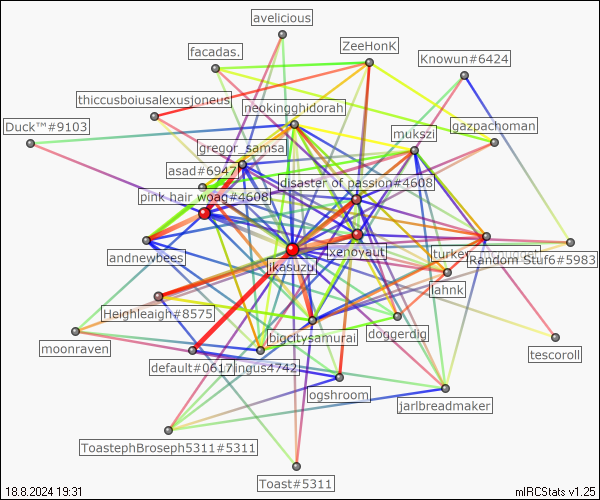 avelicious
facadas.
ZeeHonK
Knowun#6424
thiccusboiusalexusjoneus
neokingghidorah
Duck™#9103
mukszi
gazpachoman
gregor_samsa
asad#6947
disaster of passion#4608
pink hair woag#4608
andnewbees
xenoyaut
turkey
Random Stuf6#5983
ikasuzu
lahnk
Heighleaigh#8575
bigcitysamurai
doggerdig
moonraven
tescoroll
default#0617
ingus4742
ogshroom
jarlbreadmaker
ToastephBroseph5311#5311
Toast#5311
18.8.2024 19:31
mIRCStats v1.25